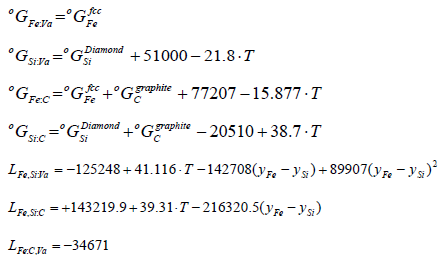 °G_{Fe:Va}=°G_{Fe}^{fcc}
°G_{Si:Va}=°G_{Si}^{Diamond}+51000−21.8·T
°G_{Fe:C}=°G_{Fe}^{fcc}+°G_{C}^{graphite}+77207−15.877·T
°G_{Si:C}=°G_{Si}^{Diamond}+°G_{C}^{graphite}−20510+38.7·T
L_{Fe,Si:Va}=−125248+41.116·T−142708(y_{Fe}−y_{Si})+89907(y_{Fe}−y_{Si})^{2}
L_{Fe,Si:C}=+143219.9+39.31·T−216320.5(y_{Fe}−y_{Si})
L_{Fe:C,Va}=−34671